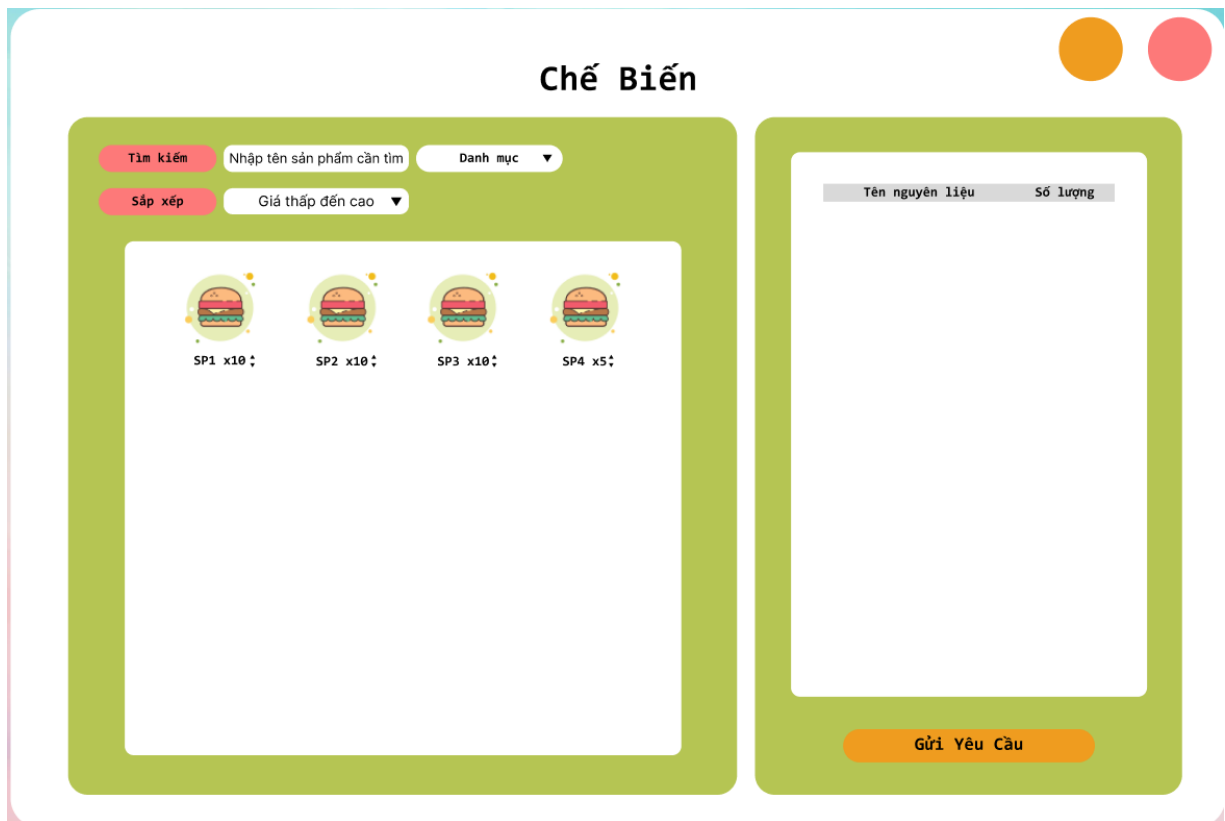 Chế Biến
Tìm kiếm Nhập tên sản phẩm cần tìm Danh mục
Sắp xếp Giá thấp đến cao
SP1 x10 SP2 x10 SP3 x10 SP4 x5
Tên nguyên liệu Số lượng
Gửi Yêu Cầu